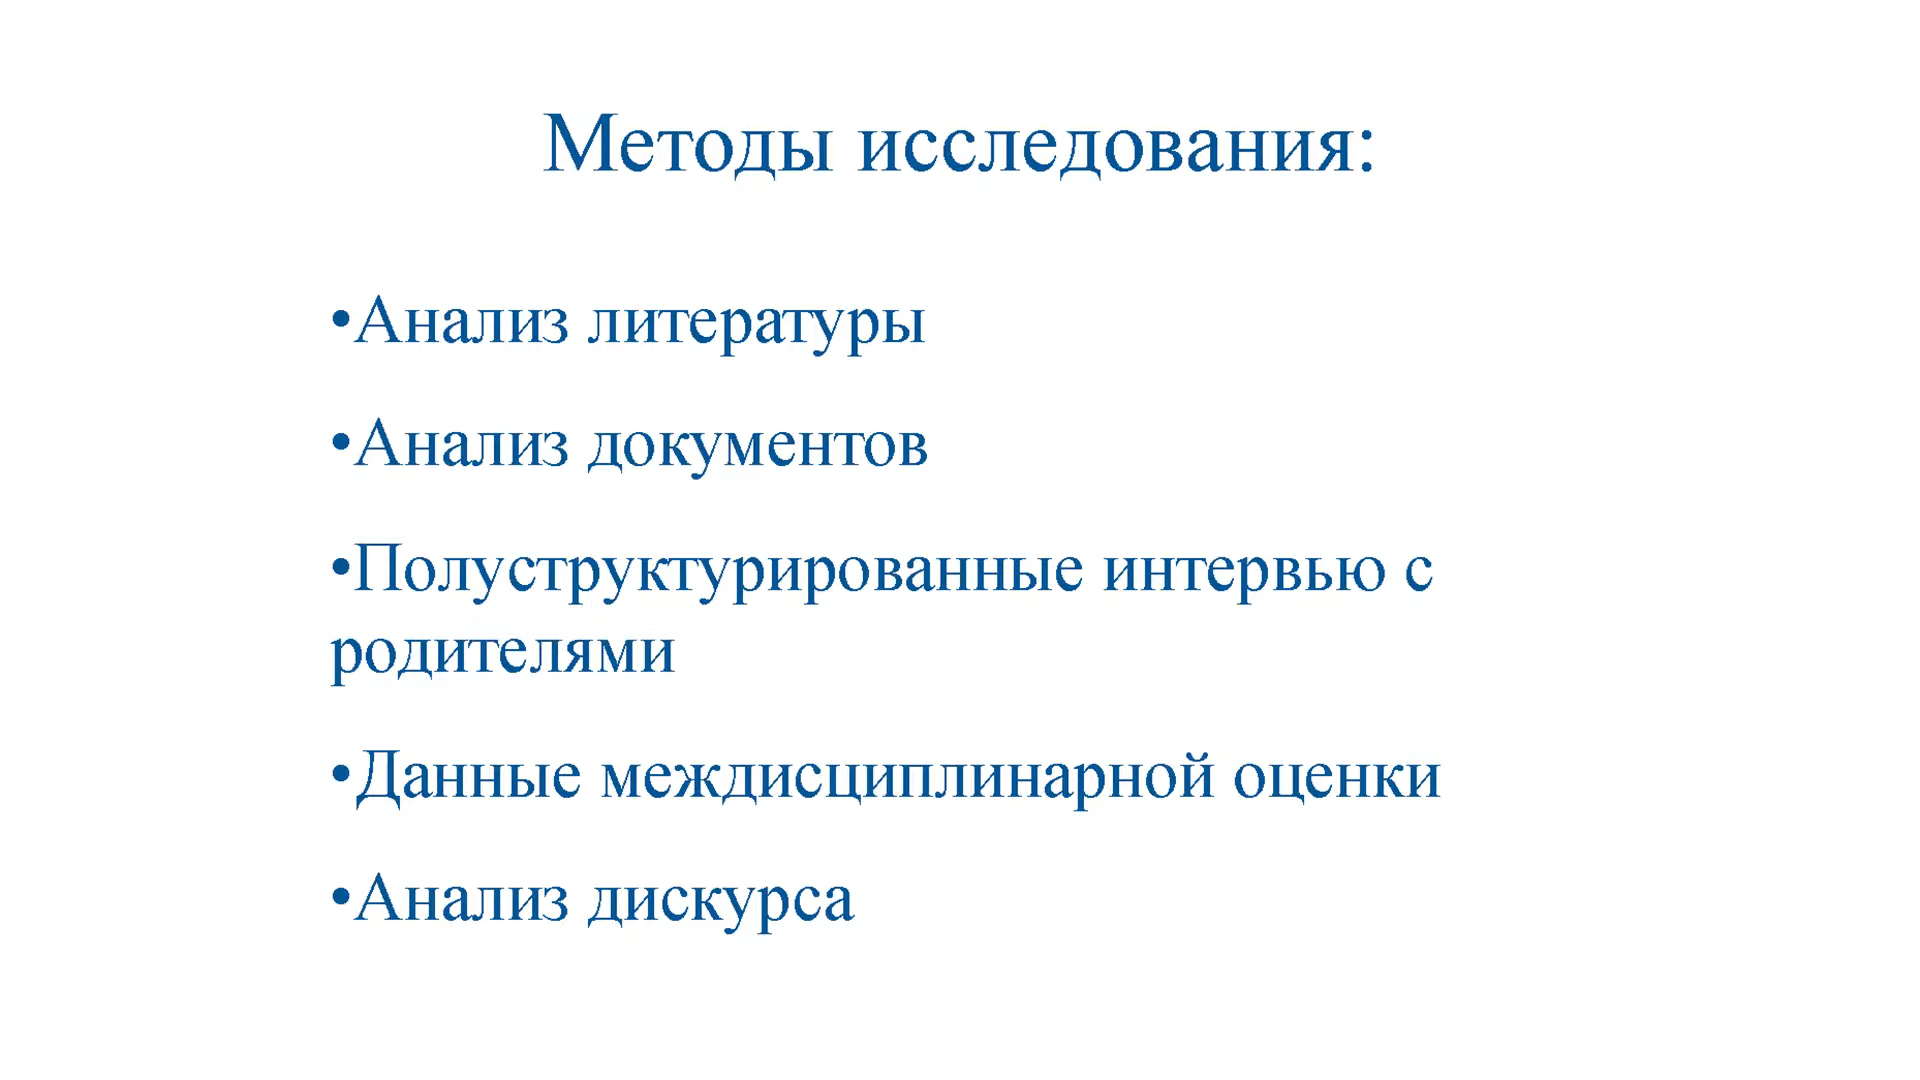 Методы исследования:
•Анализ литературы
•Анализ документов
•Полуструктурированные интервью с
родителями
•Данные междисциплинарной оценки
•Анализ дискурса